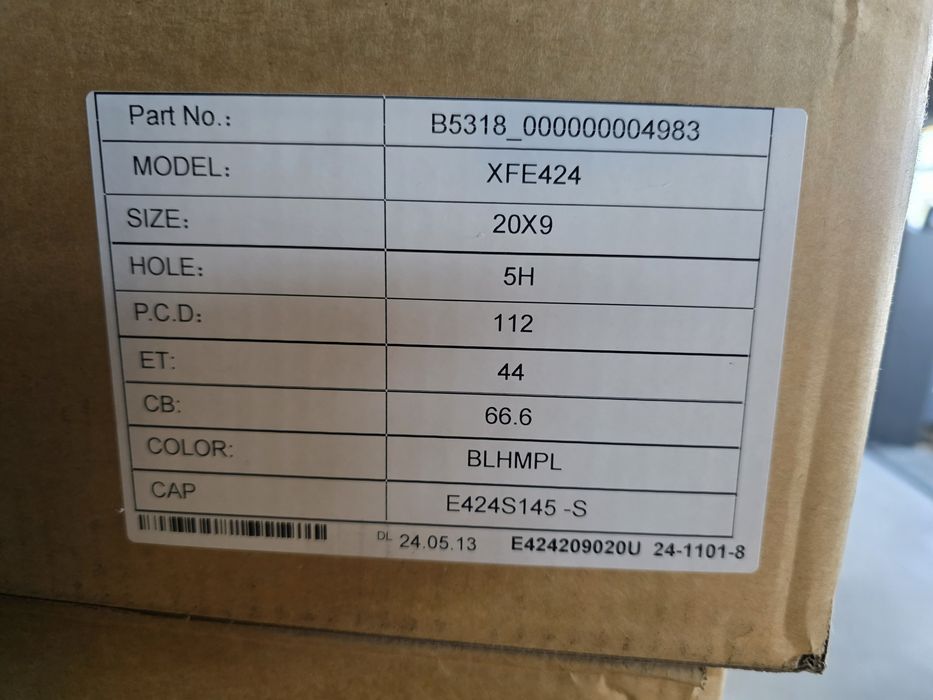 Part No.: B5318_000000004983
MODEL: XFE424
SIZE: 20X9
HOLE: 5H
P.C.D: 112
ET: 44
CB: 66.6
COLOR: BLHMPL
CAP E424S145 -S
DL 24.05.13 E424209020U 24-1101-8